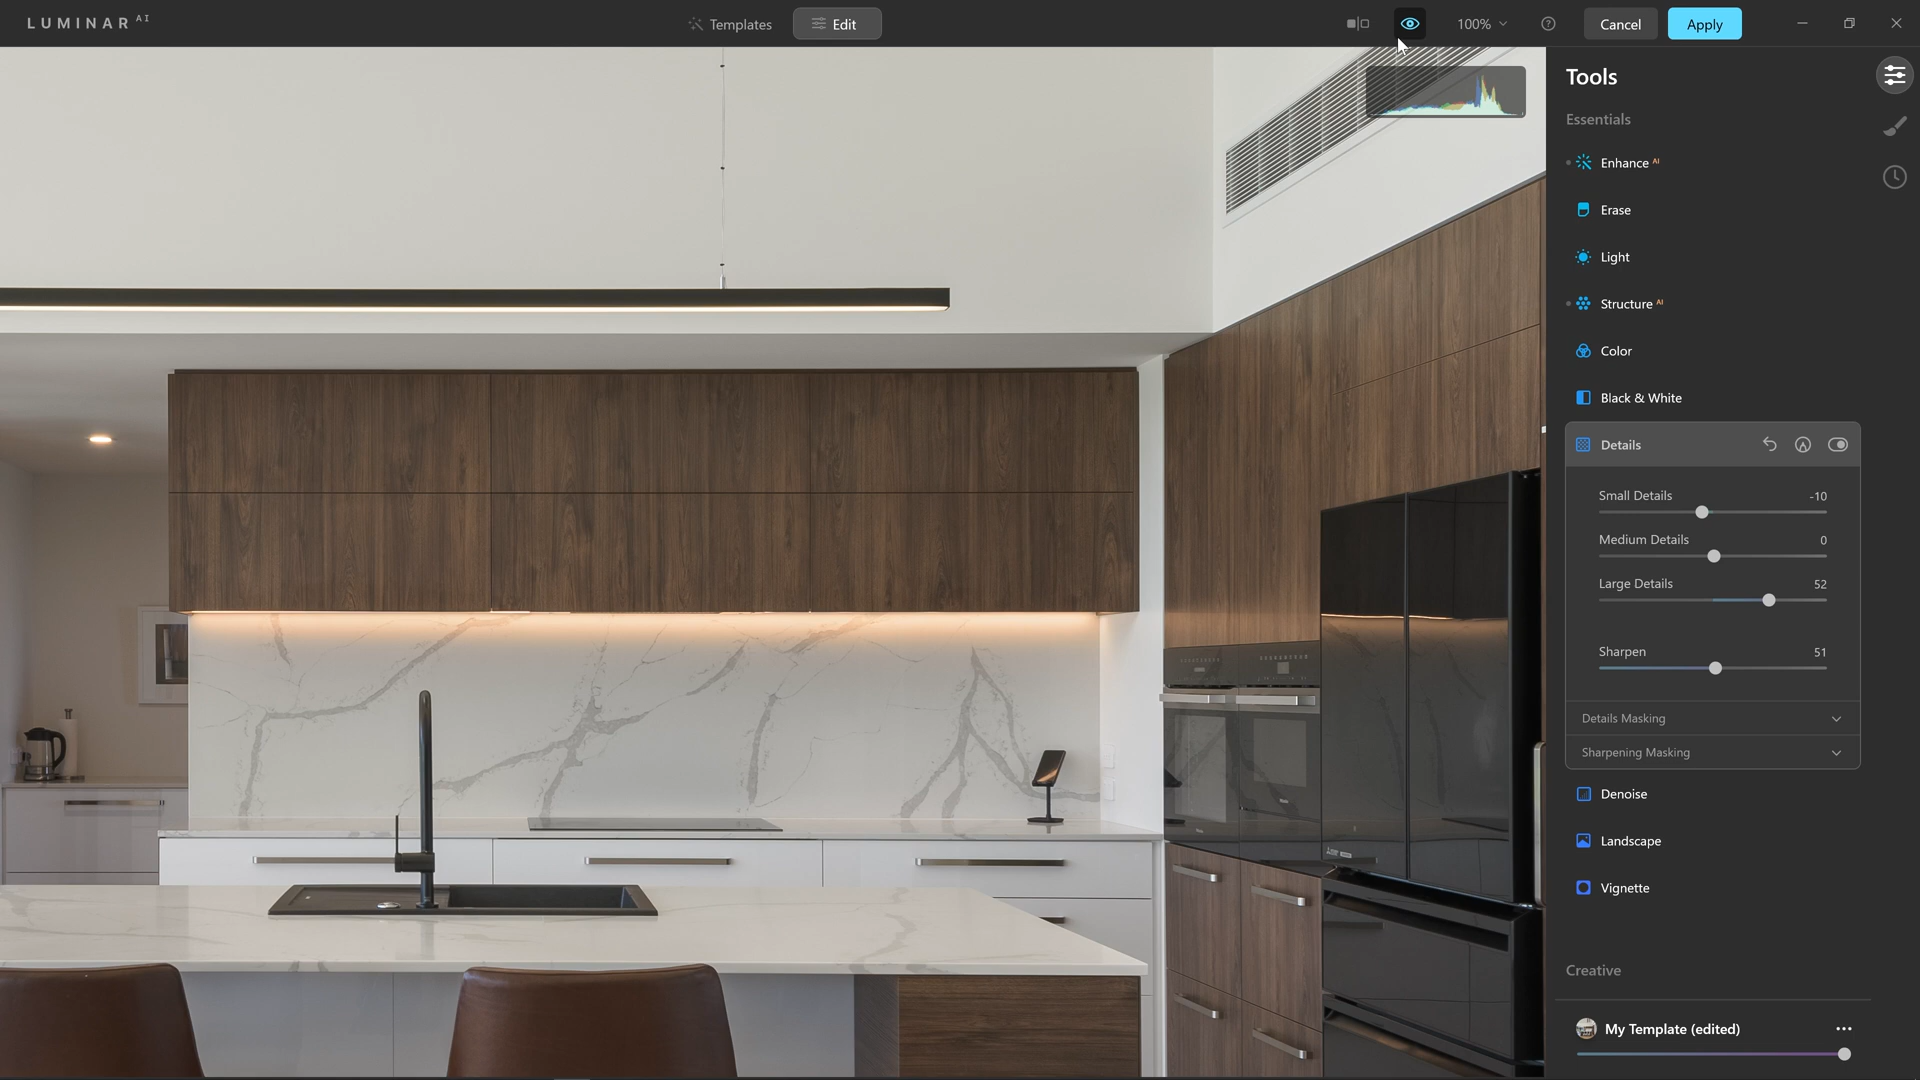 LUMINAR AI
Templates
Edit
100%
Cancel
Apply
Tools
Essentials
Enhance AI
Erase
Light
Structure AI
Color
Black & White
Details
Small Details -10
Medium Details 0
Large Details 52
Sharpen 51
Details Masking
Sharpening Masking
Denoise
Landscape
Vignette
Creative
My Template (edited)